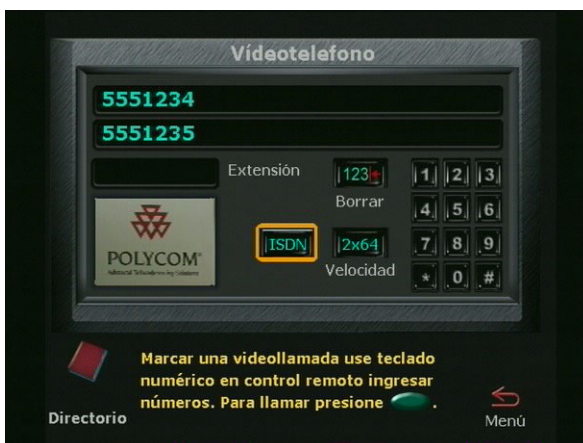 Vídeotelefono
5551234
5551235
Extensión
123
Borrar
1 2 3
4 5 6
7 8 9
* 0 #
ISDN
2x64
Velocidad
POLYCOM®
Marcar una videollamada use teclado
numérico en control remoto ingresar
números. Para llamar presione .
Directorio
Menú